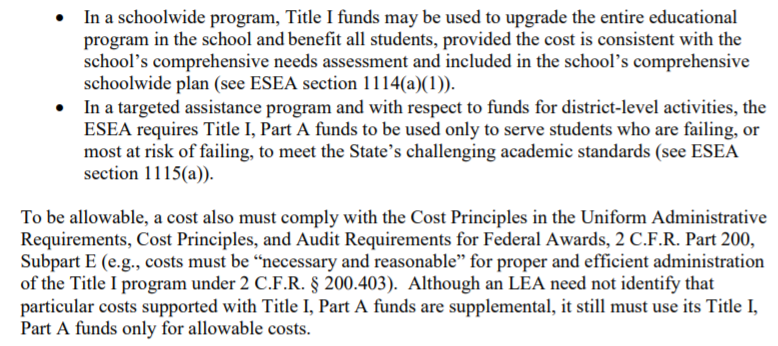 • In a schoolwide program, Title I funds may be used to upgrade the entire educational
program in the school and benefit all students, provided the cost is consistent with the
school’s comprehensive needs assessment and included in the school’s comprehensive
schoolwide plan (see ESEA section 1114(a)(1)).
• In a targeted assistance program and with respect to funds for district-level activities, the
ESEA requires Title I, Part A funds to be used only to serve students who are failing, or
most at risk of failing, to meet the State’s challenging academic standards (see ESEA
section 1115(a)).
To be allowable, a cost also must comply with the Cost Principles in the Uniform Administrative
Requirements, Cost Principles, and Audit Requirements for Federal Awards, 2 C.F.R. Part 200,
Subpart E (e.g., costs must be “necessary and reasonable” for proper and efficient administration
of the Title I program under 2 C.F.R. § 200.403). Although an LEA need not identify that
particular costs supported with Title I, Part A funds are supplemental, it still must use its Title I,
Part A funds only for allowable costs.